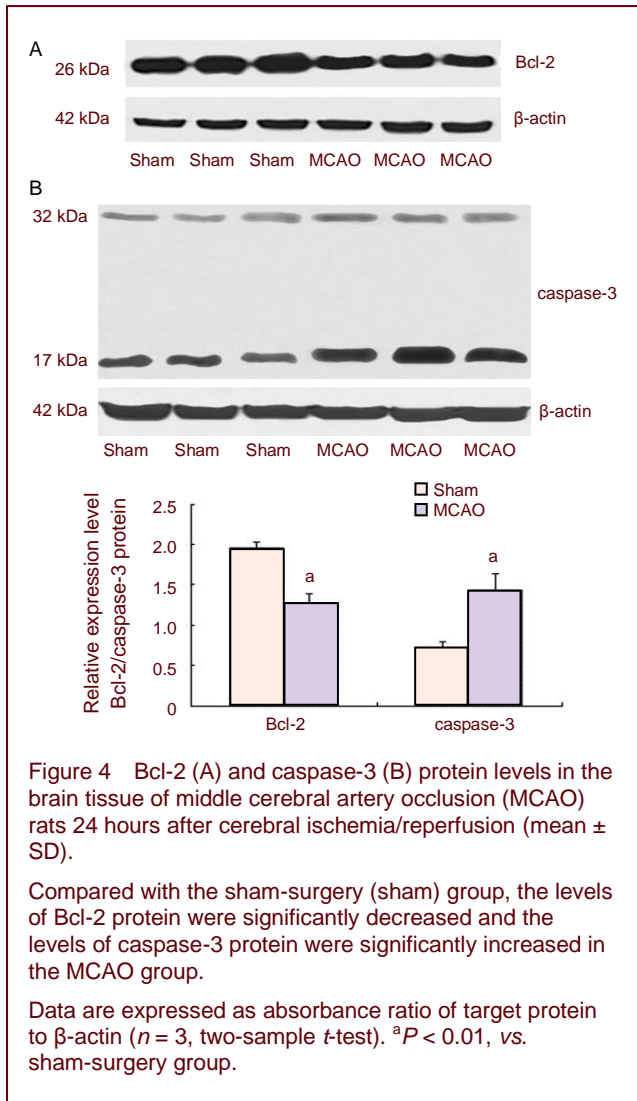 A
26 kDa Bcl-2
42 kDa β-actin
Sham Sham Sham MCAO MCAO MCAO
B
32 kDa
caspase-3
17 kDa
42 kDa β-actin
Sham Sham Sham MCAO MCAO MCAO
Sham
MCAO
Relative expression level
Bcl-2/caspase-3 protein
2.5
2.0
1.5
1.0
0.5
0
a
a
Bcl-2 caspase-3
Figure 4 Bcl-2 (A) and caspase-3 (B) protein levels in the
brain tissue of middle cerebral artery occlusion (MCAO)
rats 24 hours after cerebral ischemia/reperfusion (mean ±
SD).
Compared with the sham-surgery (sham) group, the levels
of Bcl-2 protein were significantly decreased and the
levels of caspase-3 protein were significantly increased in
the MCAO group.
Data are expressed as absorbance ratio of target protein
to β-actin (n = 3, two-sample t-test). ᵃP < 0.01, vs.
sham-surgery group.